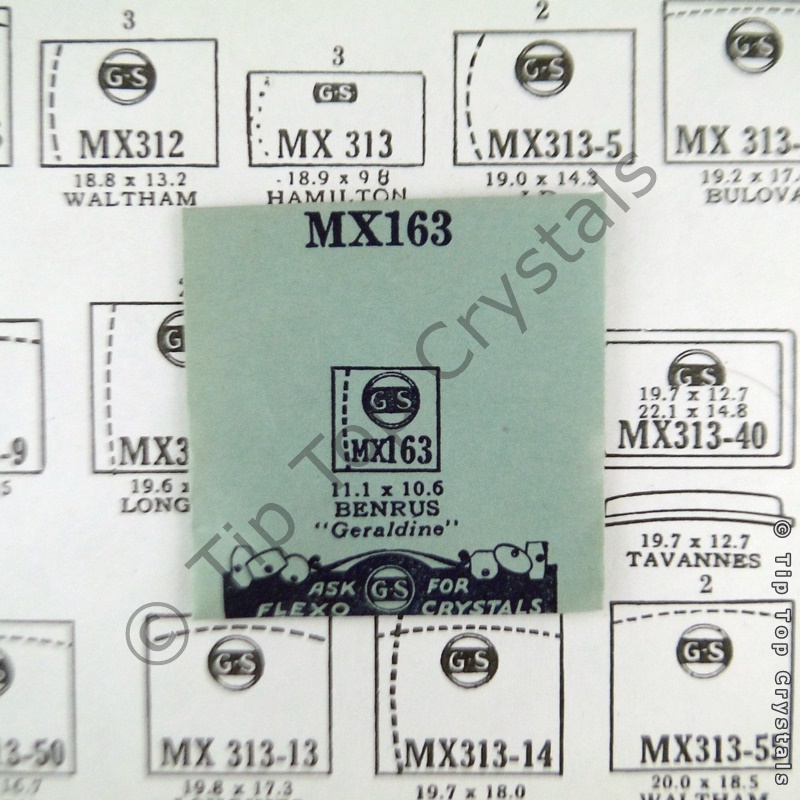 3
G-S
MX312
18.8 x 13.2
WALTHAM
3
G-S
MX 313
18.9 x 9 8
HAMILTON
2
G-S
MX313-5
19.0 x 14.3
G-S
MX 313-
19.2 x 17.
BULOVA
MX163
G-S
MX163
11.1 x 10.6
BENRUS
"Geraldine"
ASK G-S FOR
FLEXO CRYSTALS
G
MX3
19.6 x
LONG
-9
G-S
19.7 x 12.7
22.1 x 14.8
MX313-40
19.7 x 12.7
TAVANNES
3-50
16.7
G-S
MX 313-13
19.8 x 17.3
G-S
MX313-14
19.7 x 18.0
2
G-S
MX313-55
20.0 x 18.5
WALTHAM
© Tip Top Crystals
© Tip Top Crystals